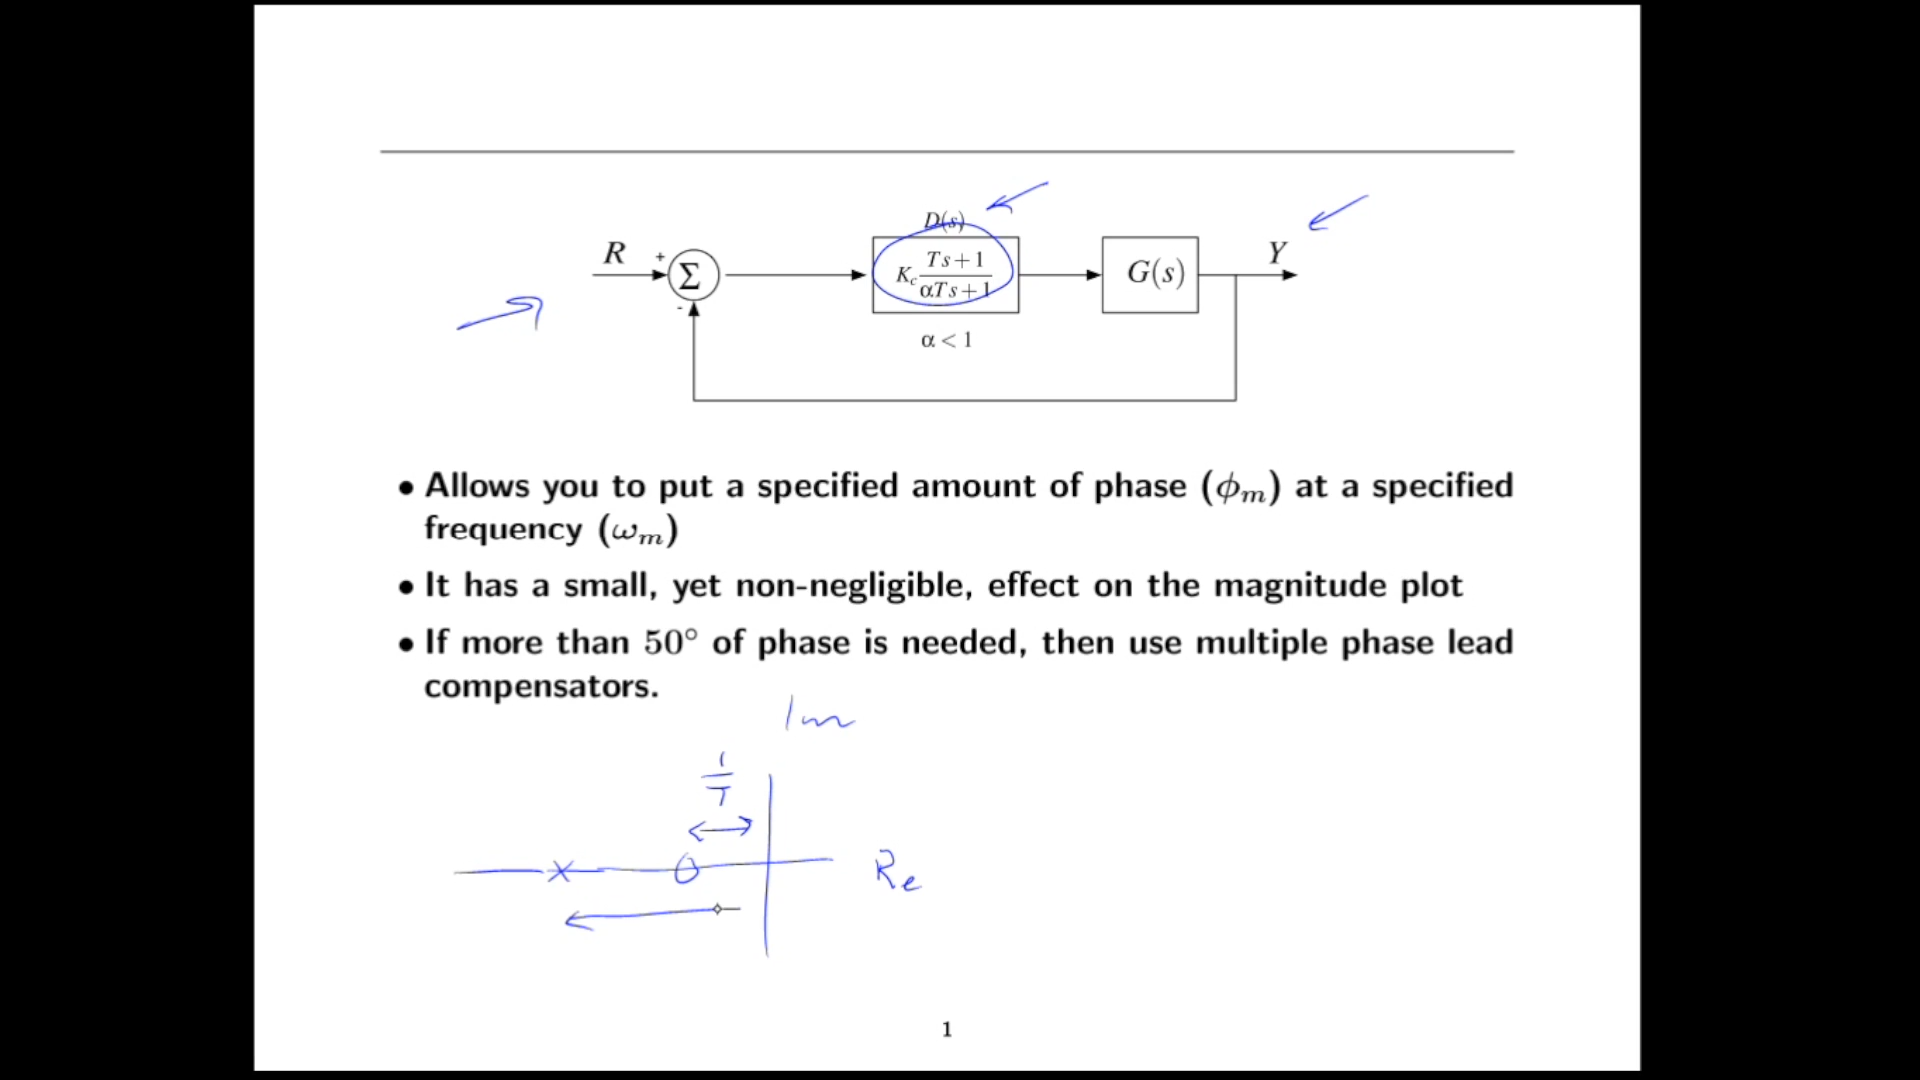 D(s)
R + Σ - K_c (Ts+1)/(αTs+1) G(s) Y
α < 1
• Allows you to put a specified amount of phase (ϕ_m) at a specified
frequency (ω_m)
• It has a small, yet non-negligible, effect on the magnitude plot
• If more than 50° of phase is needed, then use multiple phase lead
compensators.
Im
1/T
Re
1